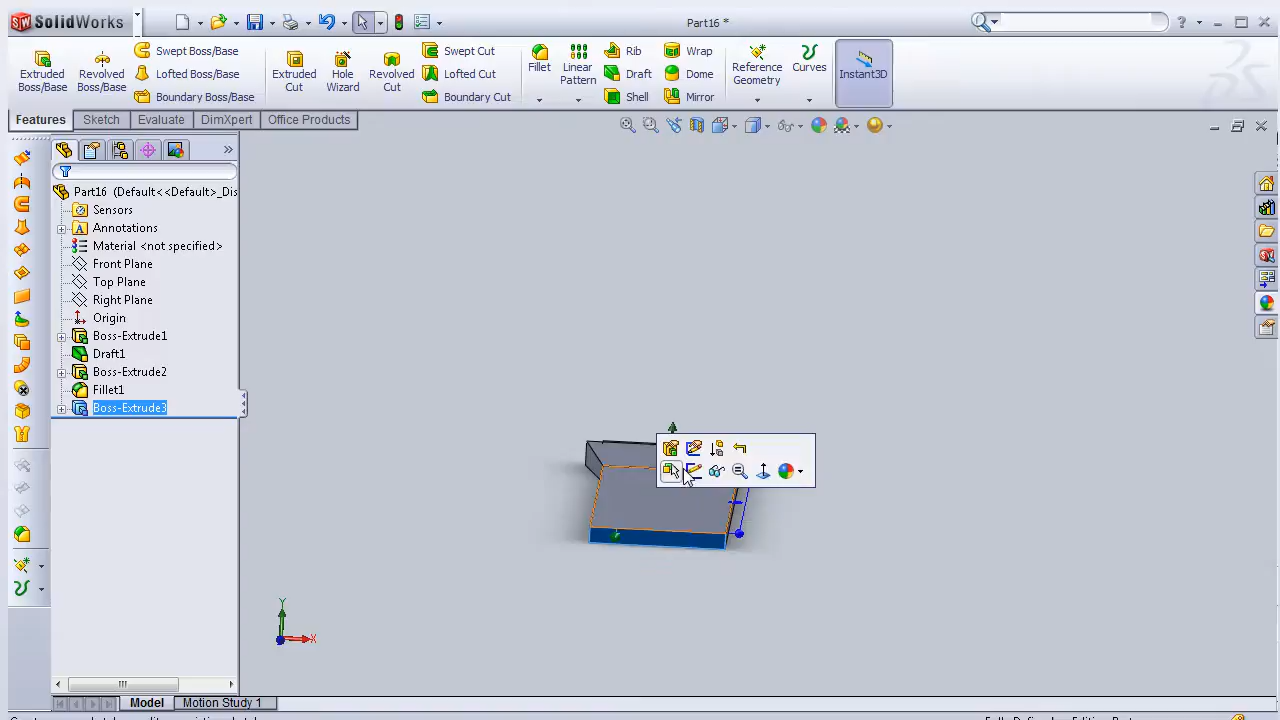 SolidWorks
Part16 *
Extruded Boss/Base
Revolved Boss/Base
Swept Boss/Base
Lofted Boss/Base
Boundary Boss/Base
Extruded Cut
Hole Wizard
Revolved Cut
Swept Cut
Lofted Cut
Boundary Cut
Fillet
Linear Pattern
Rib
Draft
Shell
Wrap
Dome
Mirror
Reference Geometry
Curves
Instant3D
Features
Sketch
Evaluate
DimXpert
Office Products
Part16 (Default<<Default>_Dis
Sensors
Annotations
Material <not specified>
Front Plane
Top Plane
Right Plane
Origin
Boss-Extrude1
Draft1
Boss-Extrude2
Fillet1
Boss-Extrude3
Y
X
Model
Motion Study 1